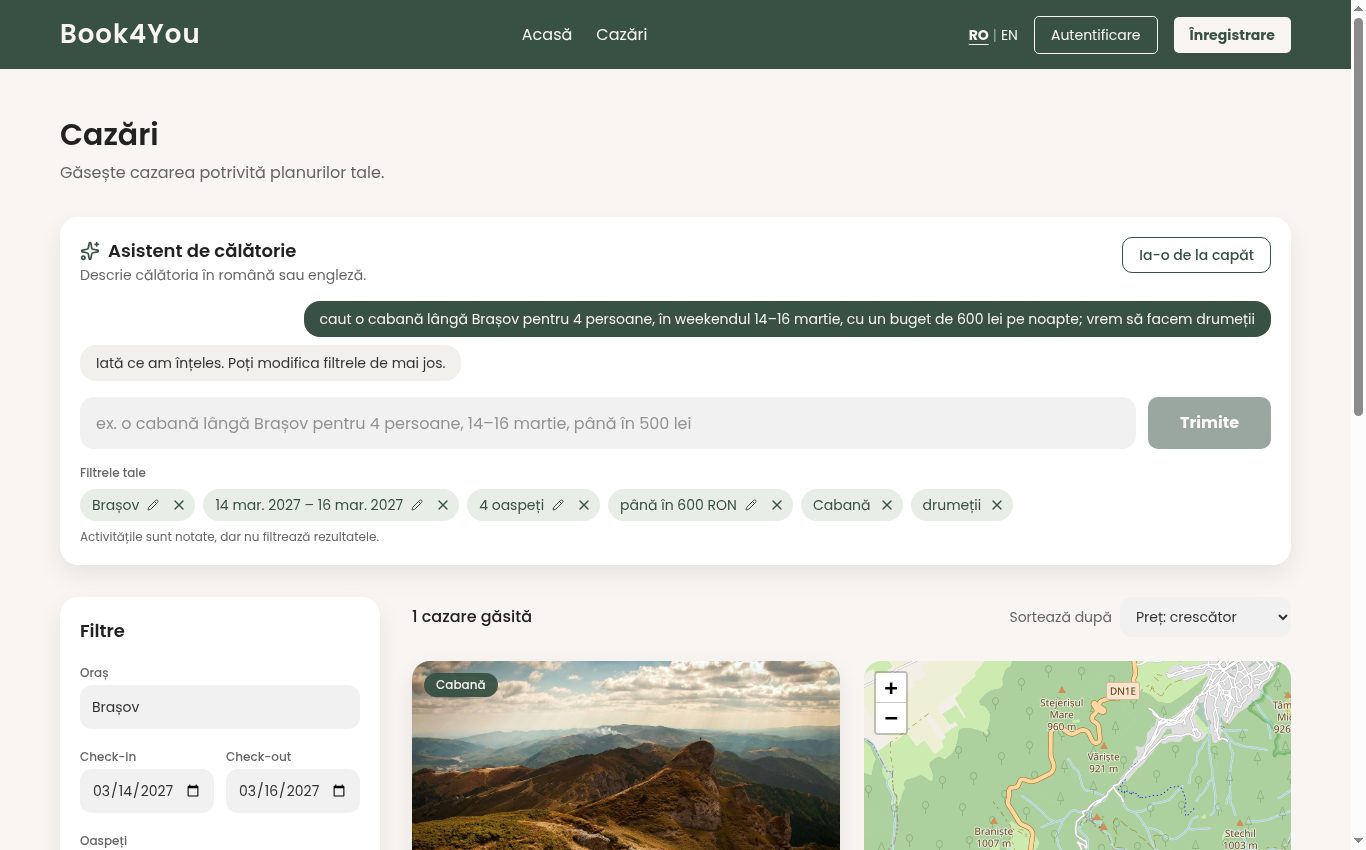 Book4You
Acasă
Cazări
RO | EN
Autentificare
Înregistrare
Cazări
Găsește cazarea potrivită planurilor tale.
Asistent de călătorie
Descrie călătoria în română sau engleză.
Ia-o de la capăt
caut o cabană lângă Brașov pentru 4 persoane, în weekendul 14–16 martie, cu un buget de 600 lei pe noapte; vrem să facem drumeții
Iată ce am înțeles. Poți modifica filtrele de mai jos.
ex. o cabană lângă Brașov pentru 4 persoane, 14–16 martie, până în 500 lei
Trimite
Filtrele tale
Brașov
14 mar. 2027 – 16 mar. 2027
4 oaspeți
până în 600 RON
Cabană
drumeții
Activitățile sunt notate, dar nu filtrează rezultatele.
Filtre
Oraș
Brașov
Check-in
Check-out
03/14/2027
03/16/2027
Oaspeți
1 cazare găsită
Sortează după
Preț: crescător
Cabană
+
−
DN1E
Stejerișul
Mare
960 m
Vâriște
921 m
Braniște
1007 m
Stechil
1003 m
926